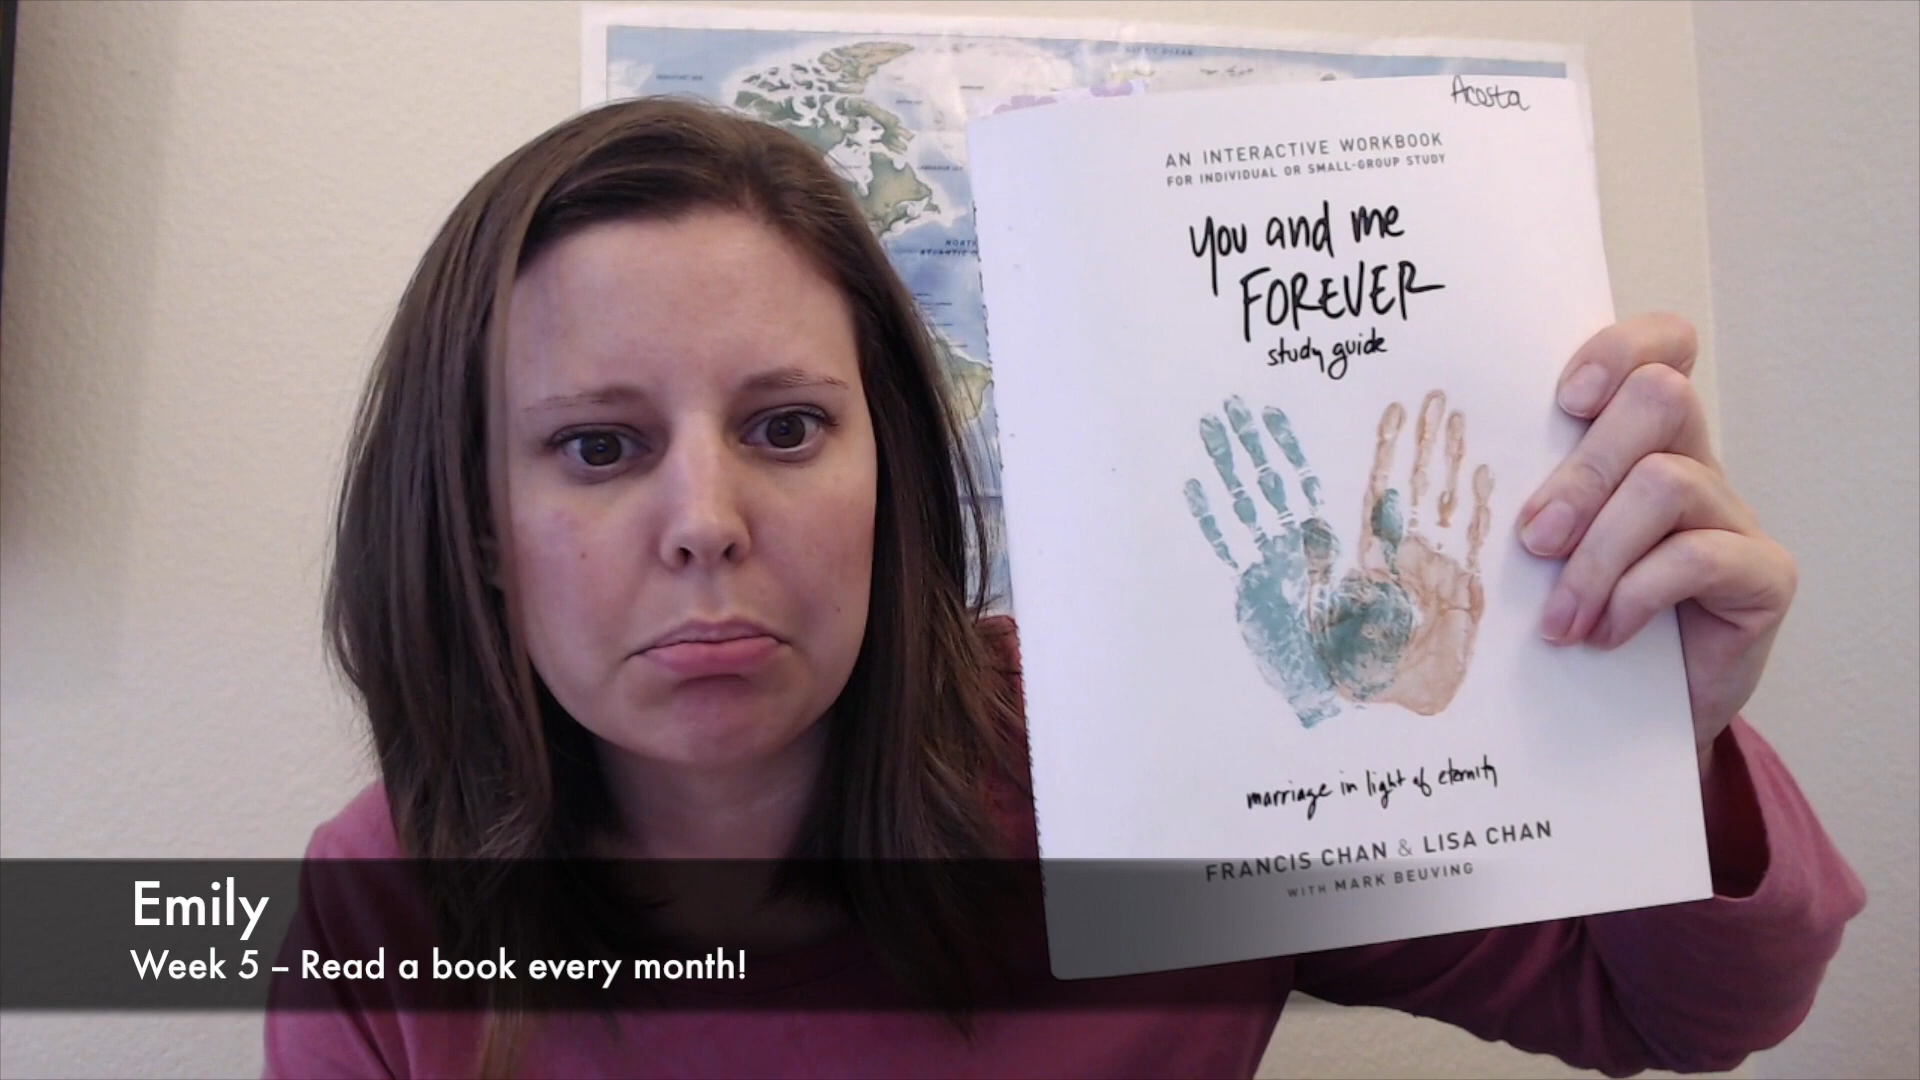 Acosta
AN INTERACTIVE WORKBOOK
FOR INDIVIDUAL OR SMALL-GROUP STUDY
you and me
FOREVER
study guide
marriage in light of eternity
FRANCIS CHAN & LISA CHAN
WITH MARK BEUVING
Emily
Week 5 – Read a book every month!